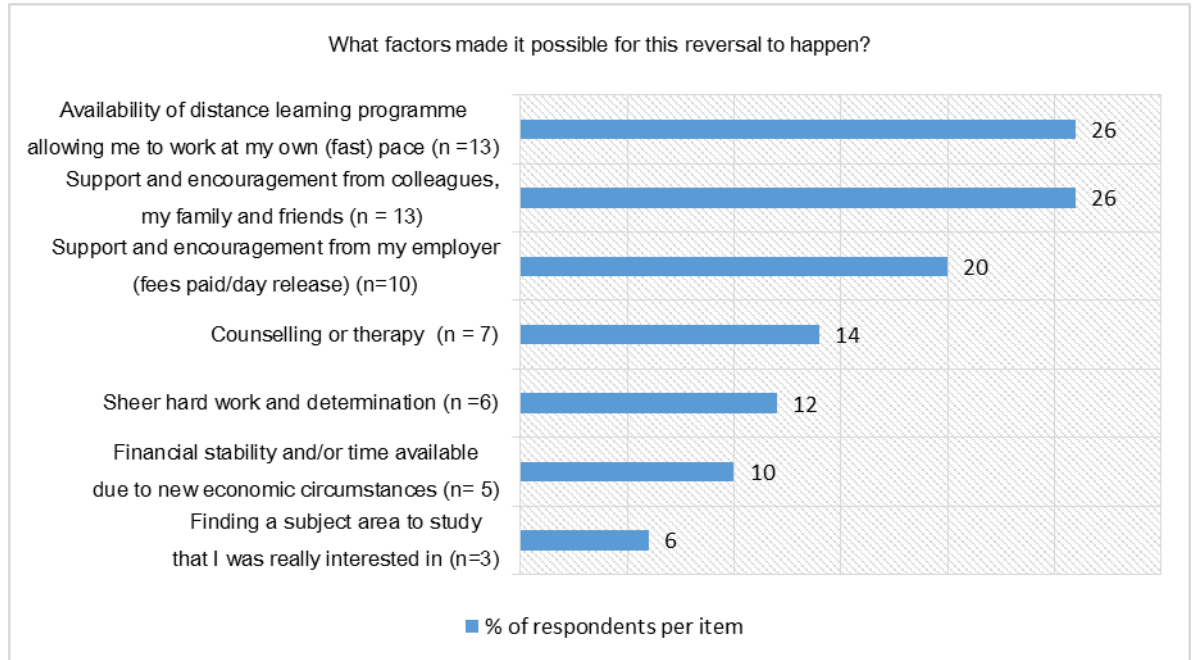 What factors made it possible for this reversal to happen?
Availability of distance learning programme
allowing me to work at my own (fast) pace (n =13)
26
Support and encouragement from colleagues,
my family and friends (n = 13)
26
Support and encouragement from my employer
(fees paid/day release) (n=10)
20
Counselling or therapy (n = 7)
14
Sheer hard work and determination (n =6)
12
Financial stability and/or time available
due to new economic circumstances (n= 5)
10
Finding a subject area to study
that I was really interested in (n=3)
6
% of respondents per item